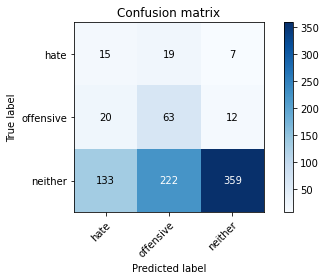 Confusion matrix
True label
hate 15 19 7
offensive 20 63 12
neither 133 222 359
hate offensive neither
Predicted label
350
300
250
200
150
100
50